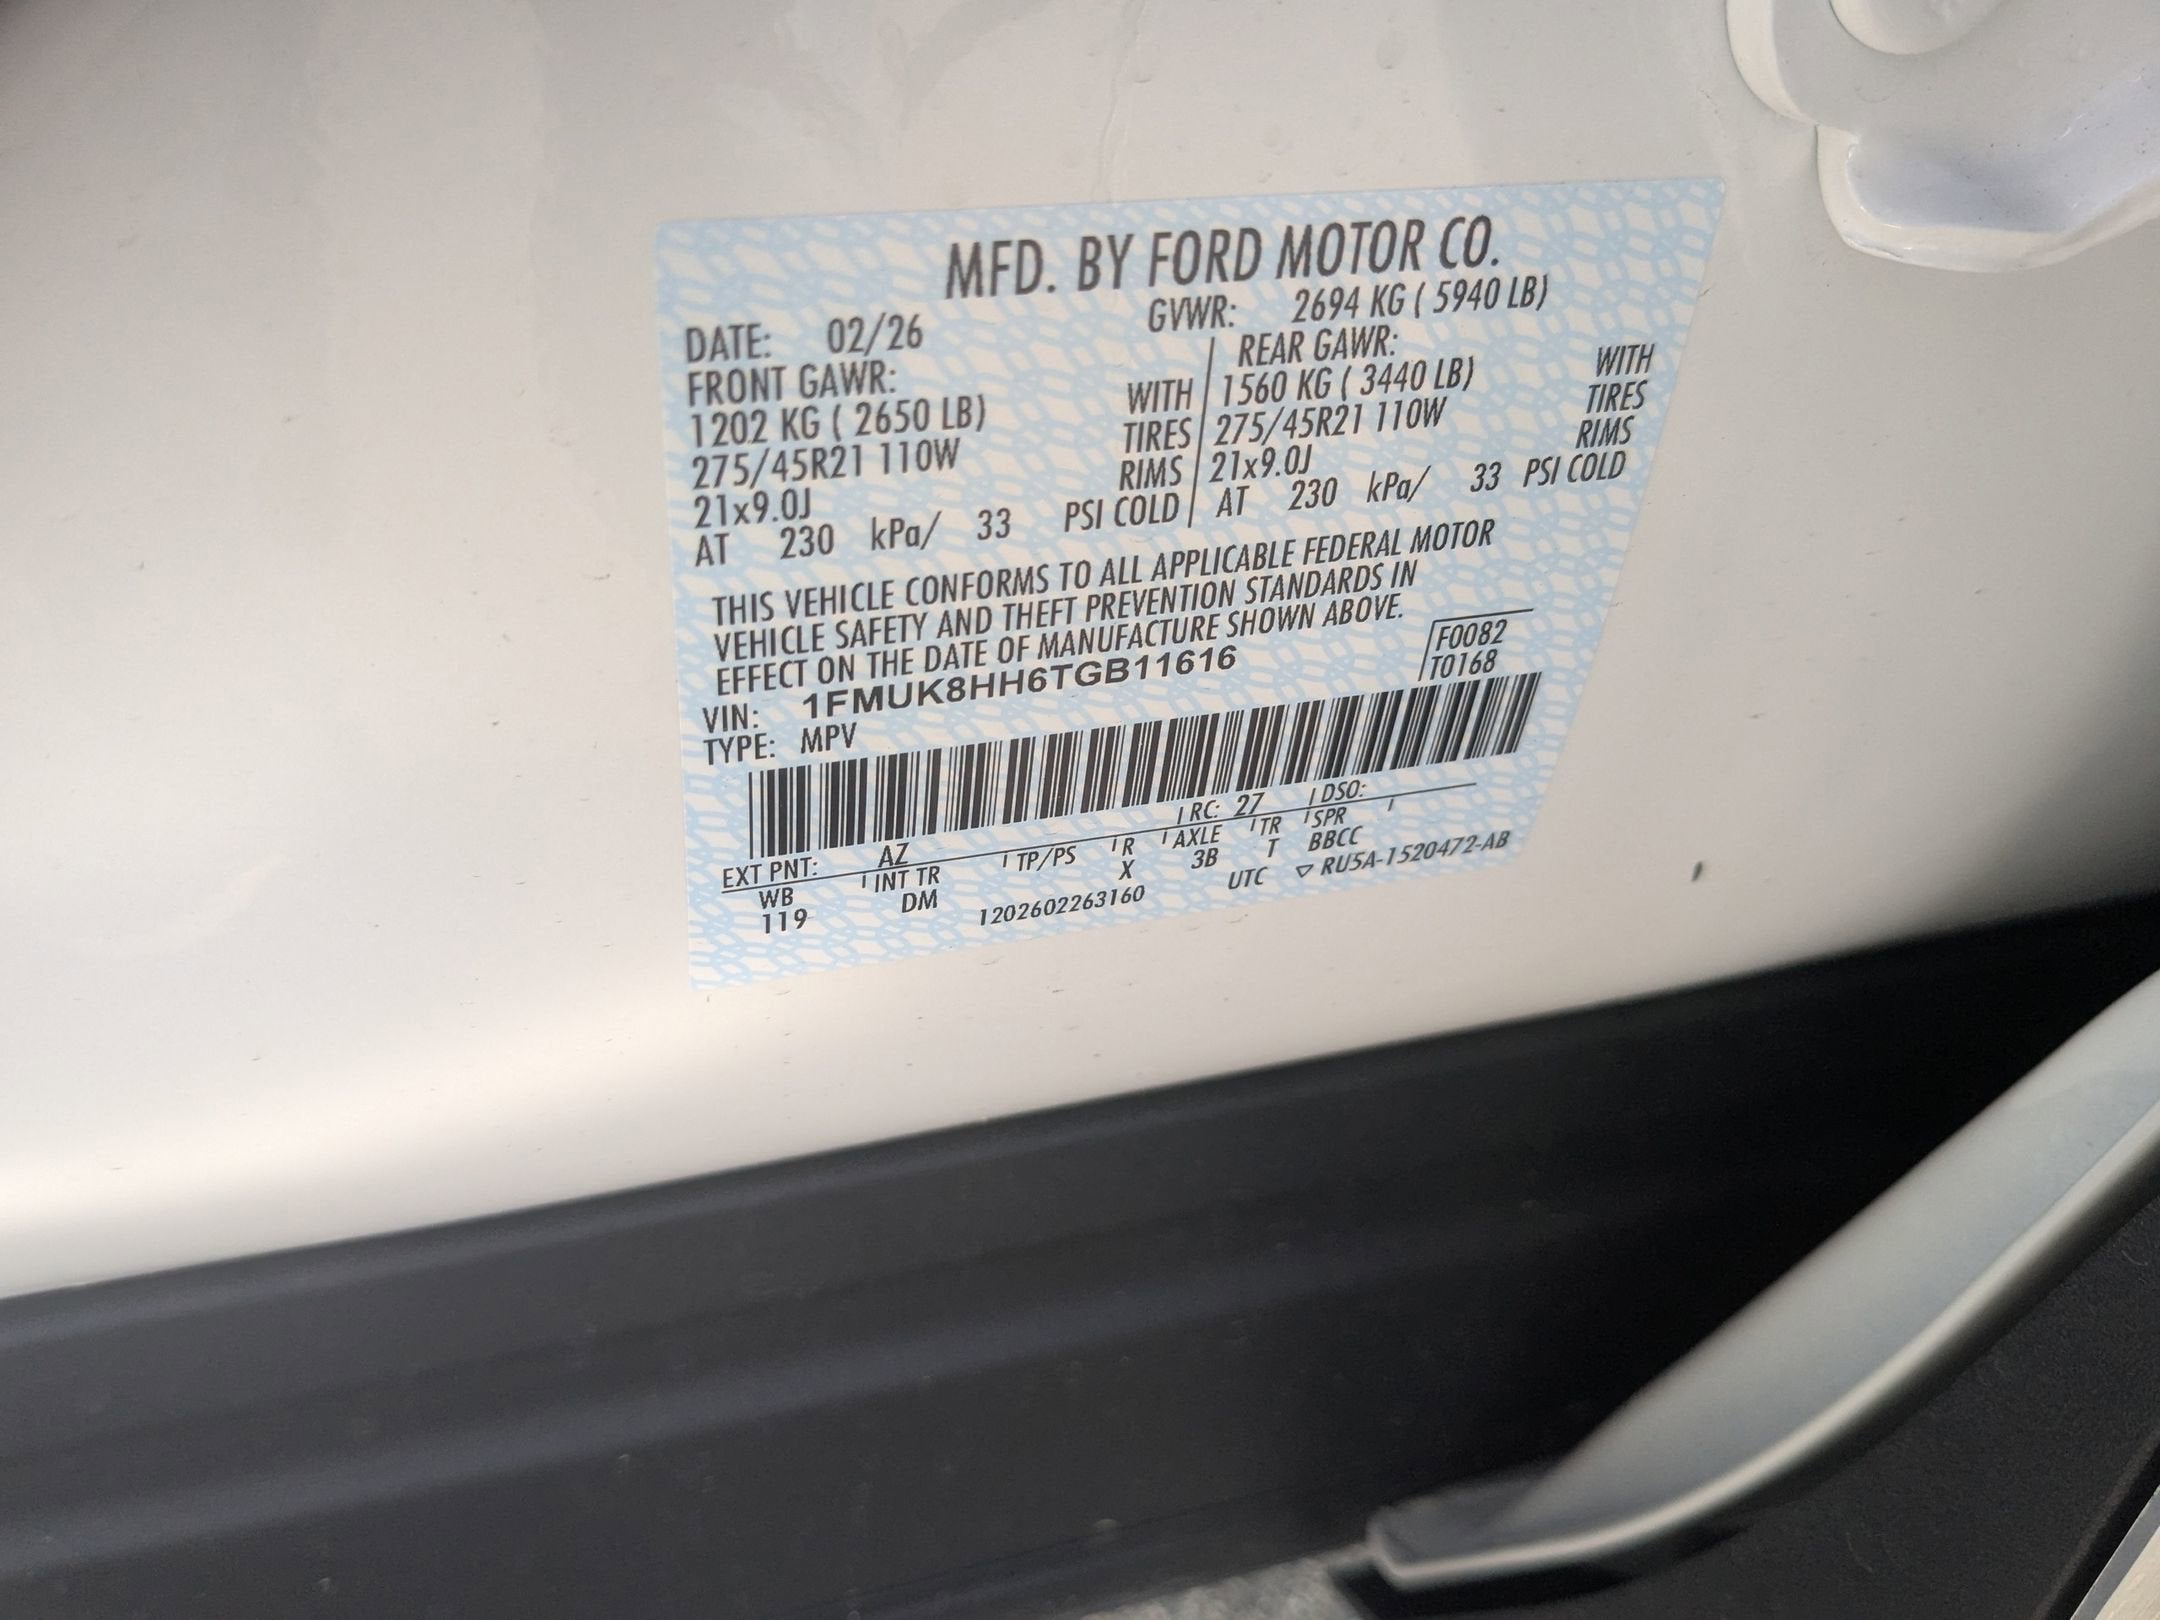 MFD. BY FORD MOTOR CO.
DATE: 02/26 GVWR: 2694 KG ( 5940 LB)
FRONT GAWR: REAR GAWR:
1202 KG ( 2650 LB) WITH 1560 KG ( 3440 LB) WITH
275/45R21 110W TIRES 275/45R21 110W TIRES
21x9.0J RIMS 21x9.0J RIMS
AT 230 kPa/ 33 PSI COLD AT 230 kPa/ 33 PSI COLD
THIS VEHICLE CONFORMS TO ALL APPLICABLE FEDERAL MOTOR
VEHICLE SAFETY AND THEFT PREVENTION STANDARDS IN
EFFECT ON THE DATE OF MANUFACTURE SHOWN ABOVE.
VIN: 1FMUK8HH6TGB11616 F0082
TYPE: MPV T0168
EXT PNT: AZ RC: 27 DSO:
WB INT TR TP/PS R AXLE TR SPR
119 DM X 3B T BBCC
1202602263160 UTC ▽ RU5A-1520472-AB